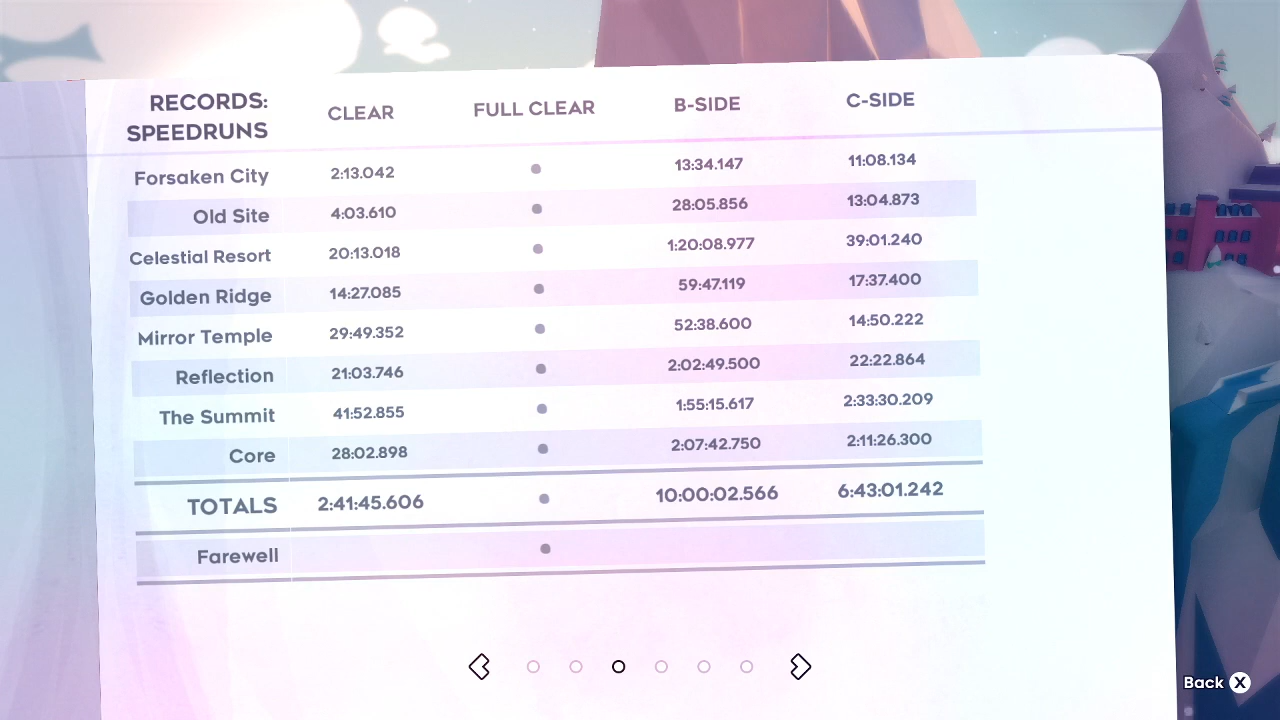 RECORDS: SPEEDRUNS CLEAR FULL CLEAR B-SIDE C-SIDE
Forsaken City 2:13.042 13:34.147 11:08.134
Old Site 4:03.610 28:05.856 13:04.873
Celestial Resort 20:13.018 1:20:08.977 39:01.240
Golden Ridge 14:27.085 59:47.119 17:37.400
Mirror Temple 29:49.352 52:38.600 14:50.222
Reflection 21:03.746 2:02:49.500 22:22.864
The Summit 41:52.855 1:55:15.617 2:33:30.209
Core 28:02.898 2:07:42.750 2:11:26.300
TOTALS 2:41:45.606 10:00:02.566 6:43:01.242
Farewell
Back X